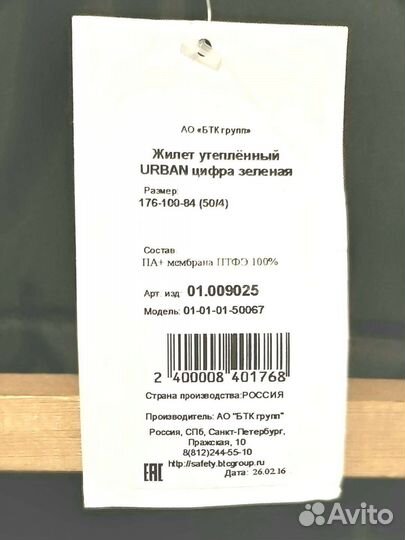 АО «БТК групп»
Жилет утеплённый
URBAN цифра зеленая
Размер:
176-100-84 (50/4)
Состав
ПА+ мембрана ПТФЭ 100%
Арт. изд. 01.009025
Модель: 01-01-01-50067
2 400008 401768
Страна производства:РОССИЯ
Производитель: АО "БТК групп"
Россия, СПб, Санкт-Петербург,
Пражская, 10
8(812)244-55-10
http://safety.btcgroup.ru
EAC Дата: 26.02.16
Avito